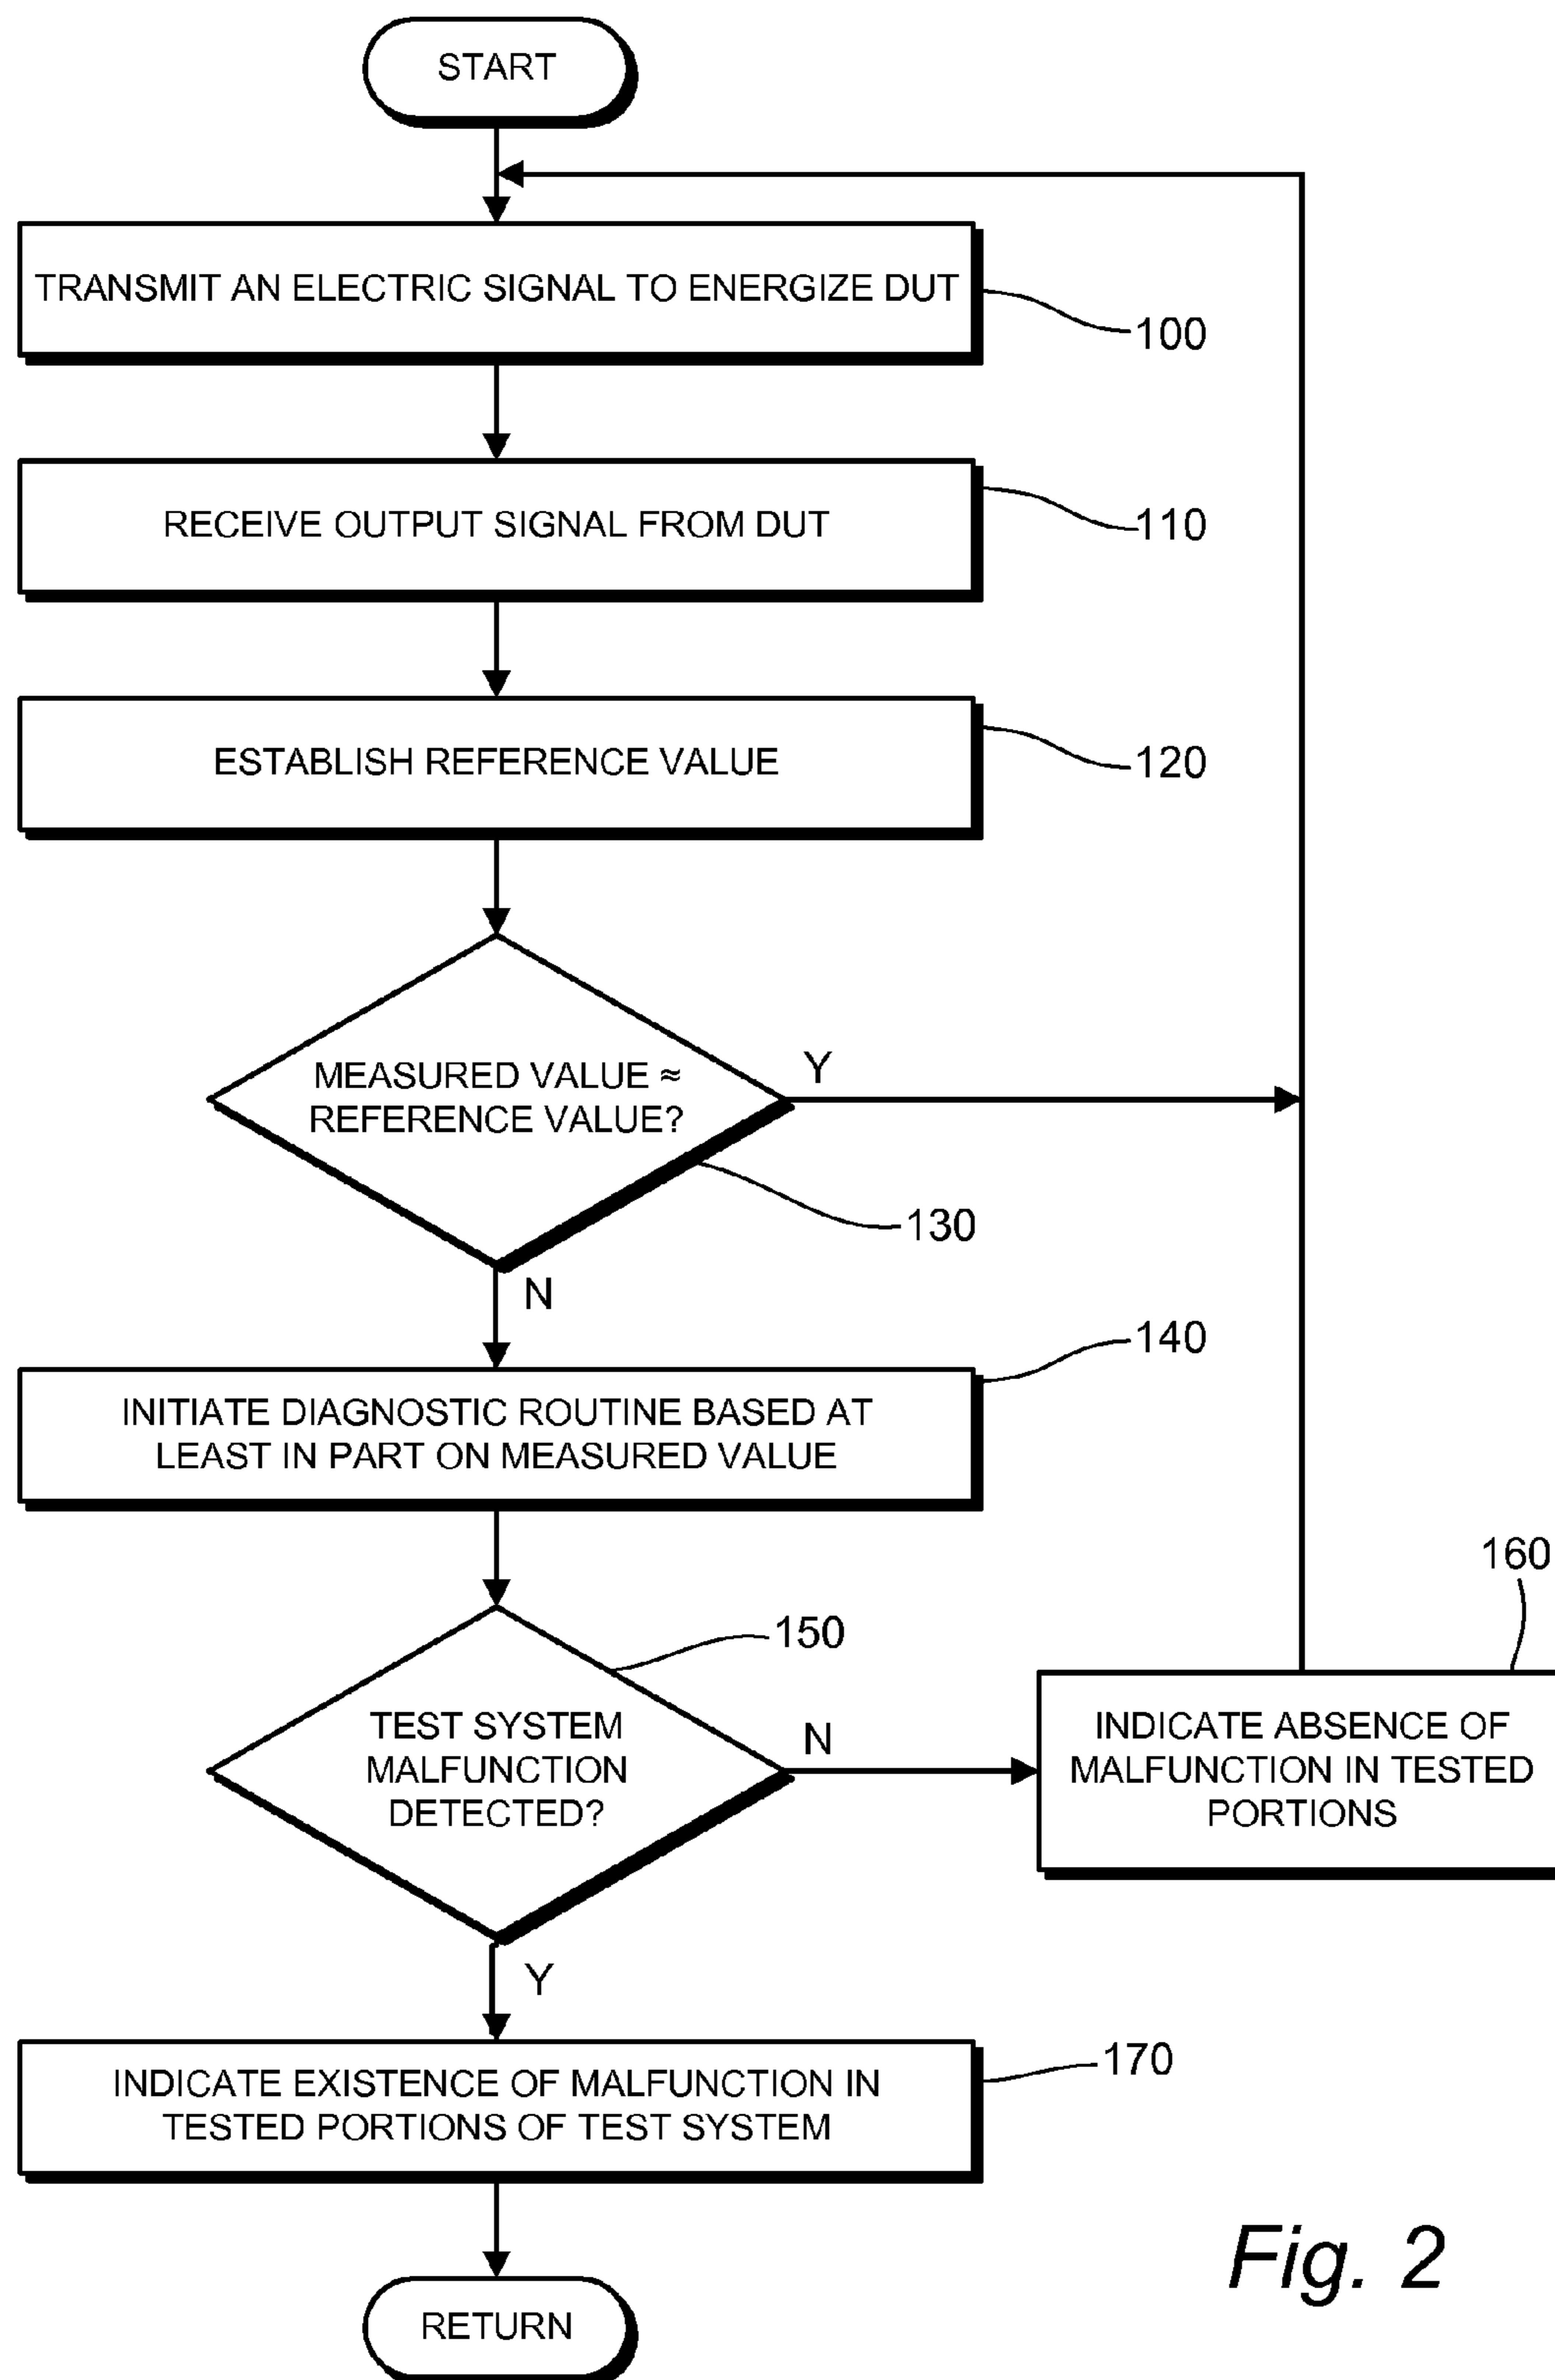 START
TRANSMIT AN ELECTRIC SIGNAL TO ENERGIZE DUT
100
RECEIVE OUTPUT SIGNAL FROM DUT
110
ESTABLISH REFERENCE VALUE
120
MEASURED VALUE ≈
REFERENCE VALUE?
Y
130
N
140
INITIATE DIAGNOSTIC ROUTINE BASED AT
LEAST IN PART ON MEASURED VALUE
150
160
TEST SYSTEM
MALFUNCTION
DETECTED?
N
INDICATE ABSENCE OF
MALFUNCTION IN TESTED
PORTIONS
Y
INDICATE EXISTENCE OF MALFUNCTION IN
TESTED PORTIONS OF TEST SYSTEM
170
RETURN
Fig. 2